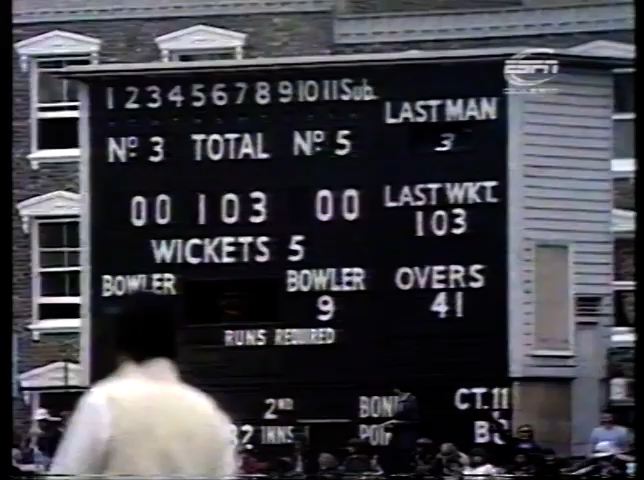 1 2 3 4 5 6 7 8 9 10 11 Sub.
ESPN
CLASSIC
LAST MAN
3
Nº 3 TOTAL Nº 5
00 103 00
LAST WKT.
103
WICKETS 5
BOWLER BOWLER OVERS
9 41
RUNS REQUIRED
2ND
INNS
CT.11